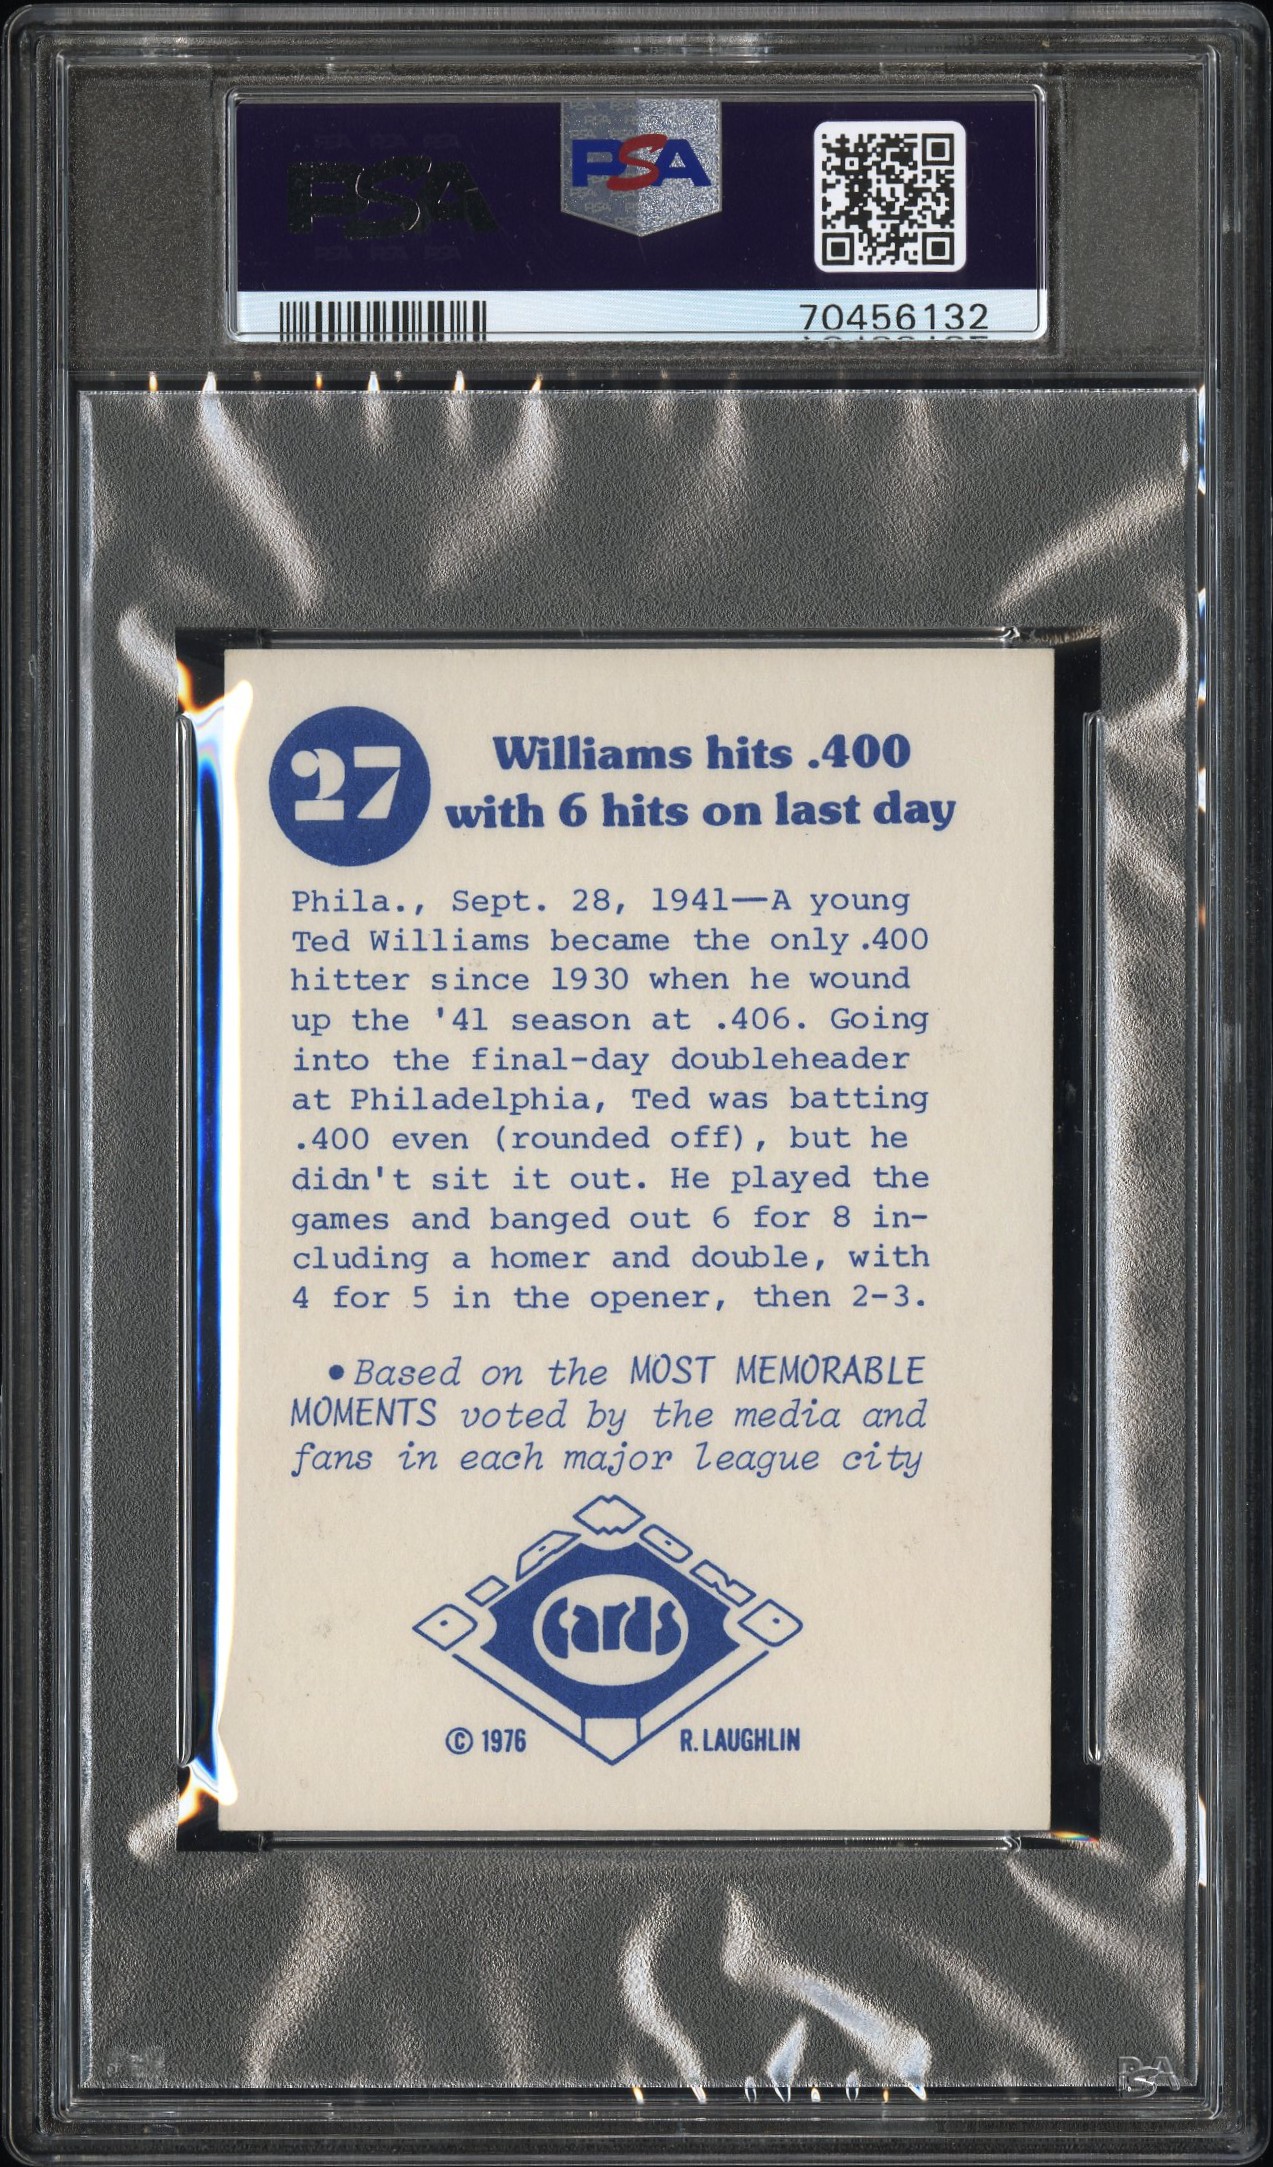 PSA
PSA
70456132
27
Williams hits .400
with 6 hits on last day
Phila., Sept. 28, 1941—A young
Ted Williams became the only .400
hitter since 1930 when he wound
up the '41 season at .406. Going
into the final-day doubleheader
at Philadelphia, Ted was batting
.400 even (rounded off), but he
didn't sit it out. He played the
games and banged out 6 for 8 in-
cluding a homer and double, with
4 for 5 in the opener, then 2-3.
•Based on the MOST MEMORABLE
MOMENTS voted by the media and
fans in each major league city
DIAMOND
Cards
© 1976 R. LAUGHLIN
PSA